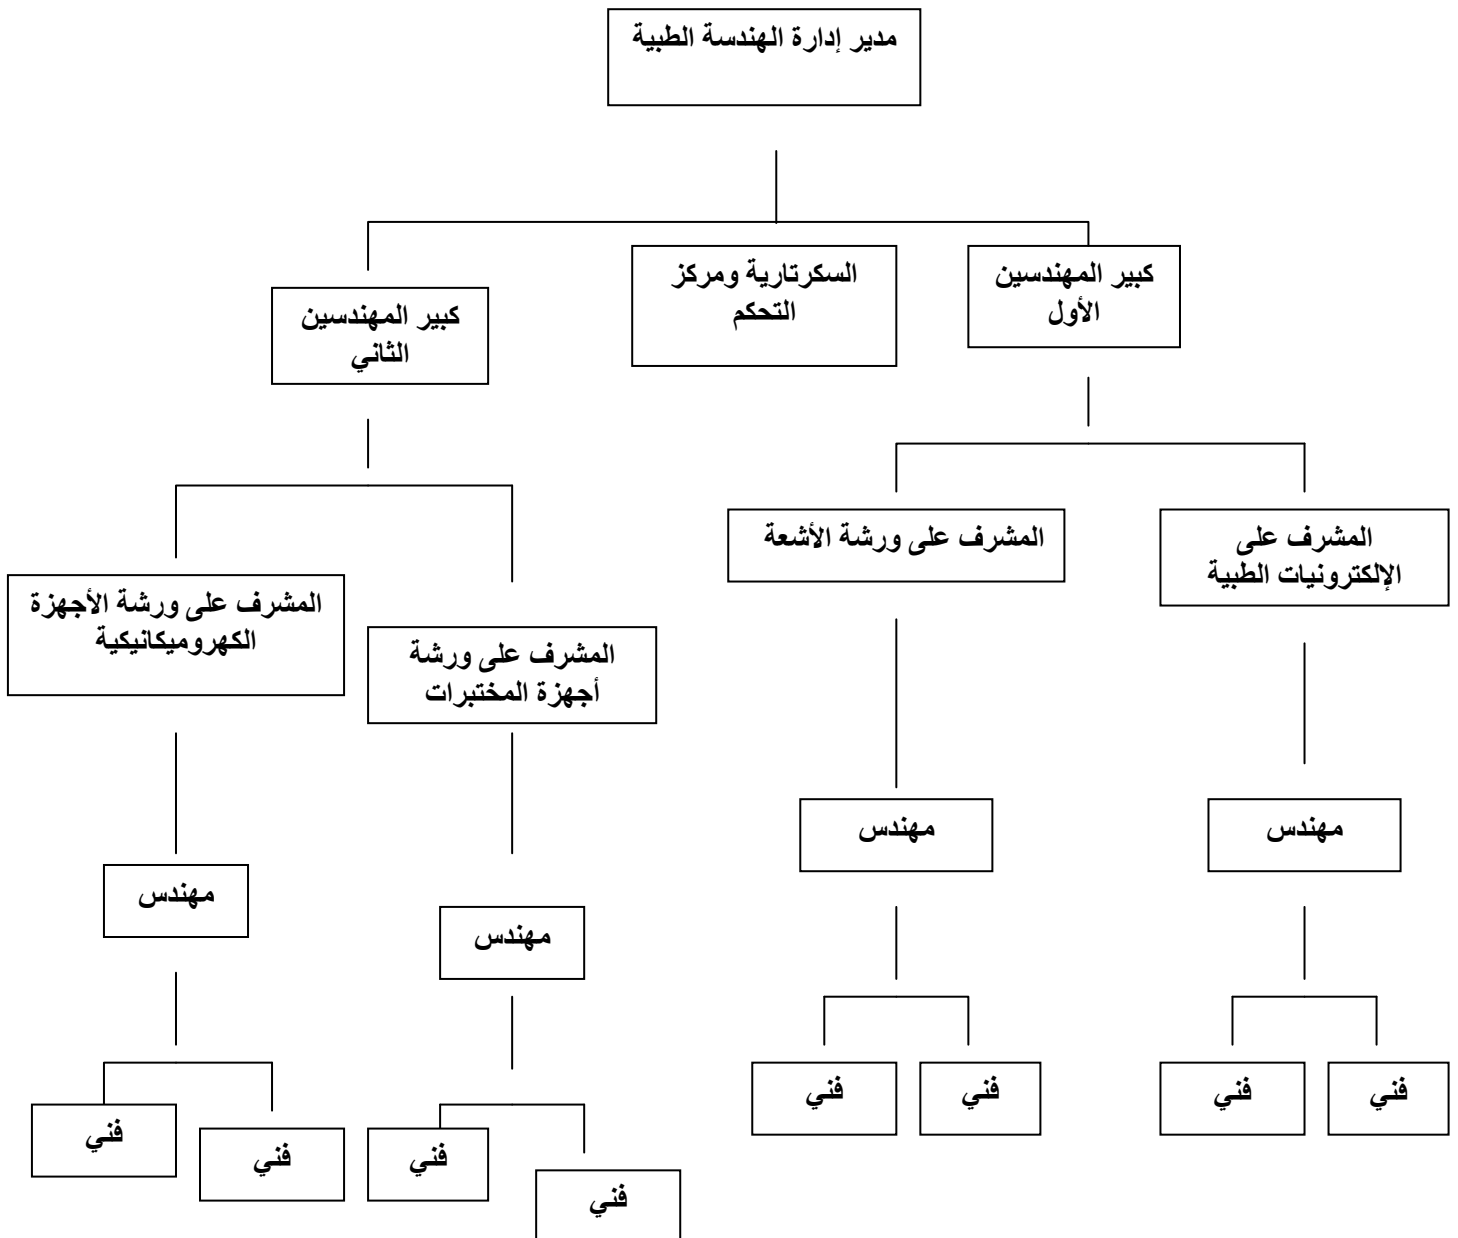 مدير إدارة الهندسة الطبية
كبير المهندسين
الأول
السكرتارية ومركز
التحكم
كبير المهندسين
الثاني
المشرف على
الإلكترونيات الطبية
المشرف على ورشة الأشعة
المشرف على ورشة
أجهزة المختبرات
المشرف على ورشة الأجهزة
الكهروميكانيكية
مهندس
مهندس
مهندس
مهندس
فني
فني
فني
فني
فني
فني
فني
فني